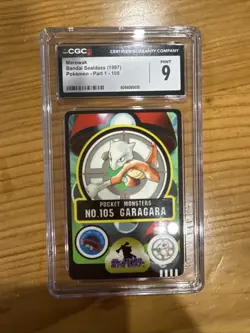 CGC
CERTIFIED GUARANTY COMPANY
Marowak
Bandai Sealdass (1997)
Pokémon - Part 1 - 105
MINT
9
POCKET MONSTERS
NO.105 GARAGARA